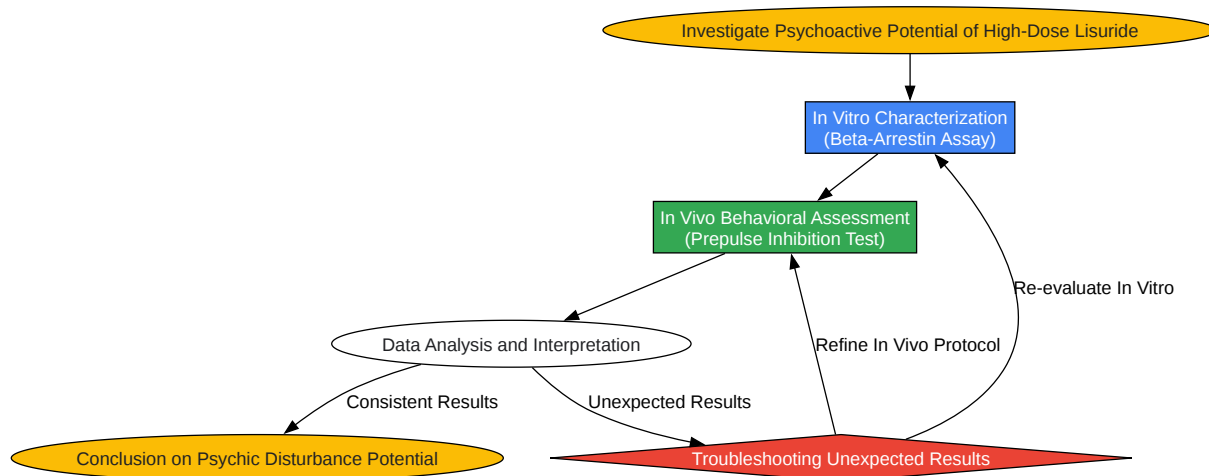 Investigate Psychoactive Potential of High-Dose Lisuride
In Vitro Characterization
(Beta-Arrestin Assay)
In Vivo Behavioral Assessment
(Prepulse Inhibition Test)
Re-evaluate In Vitro
Data Analysis and Interpretation
Refine In Vivo Protocol
Consistent Results
Unexpected Results
Conclusion on Psychic Disturbance Potential
Troubleshooting Unexpected Results